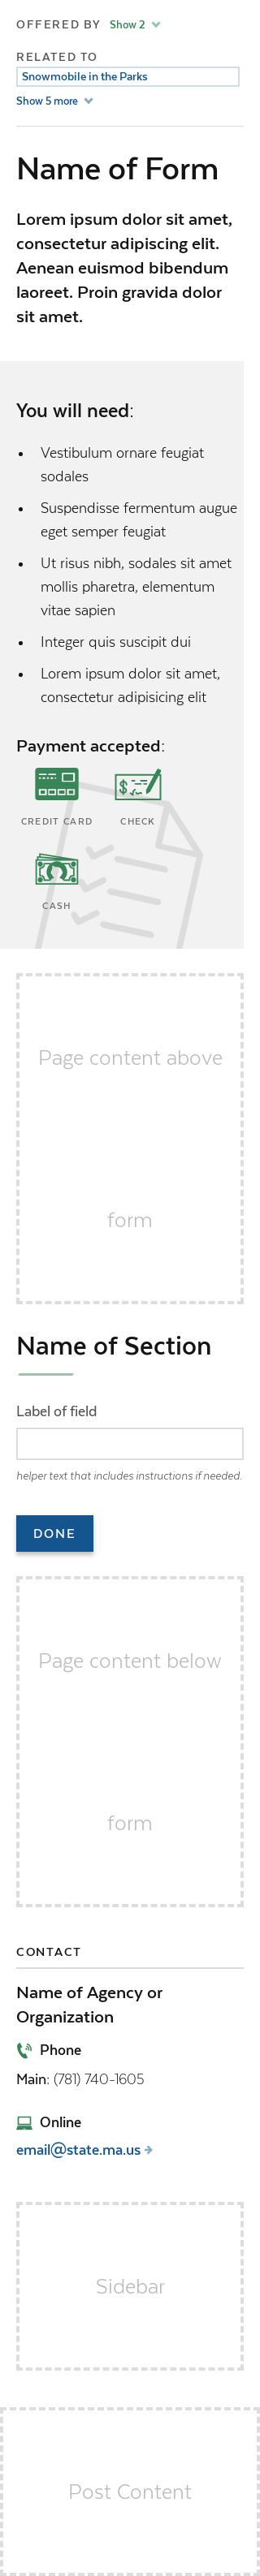 OFFERED BY Show 2
RELATED TO
Snowmobile in the Parks
Show 5 more
Name of Form
Lorem ipsum dolor sit amet,
consectetur adipiscing elit.
Aenean euismod bibendum
laoreet. Proin gravida dolor
sit amet.
You will need:
Vestibulum ornare feugiat
sodales
Suspendisse fermentum augue
eget semper feugiat
Ut risus nibh, sodales sit amet
mollis pharetra, elementum
vitae sapien
Integer quis suscipit dui
Lorem ipsum dolor sit amet,
consectetur adipisicing elit
Payment accepted:
CREDIT CARD CHECK
CASH
Page content above
form
Name of Section
Label of field
helper text that includes instructions if needed.
DONE
Page content below
form
CONTACT
Name of Agency or
Organization
Phone
Main: (781) 740-1605
Online
email@state.ma.us
Sidebar
Post Content